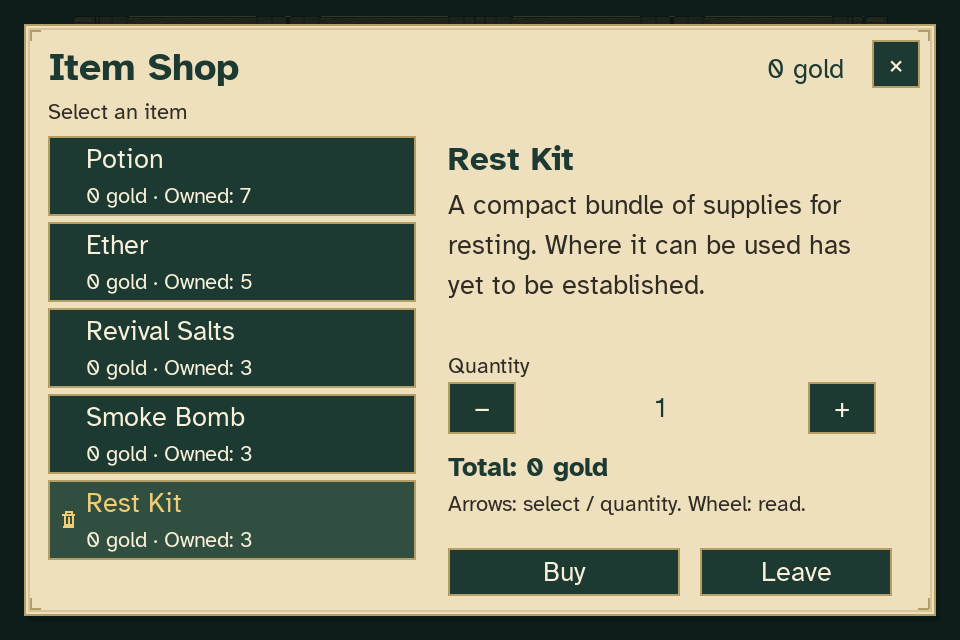 Item Shop
0 gold
×
Select an item
Potion
0 gold · Owned: 7
Ether
0 gold · Owned: 5
Revival Salts
0 gold · Owned: 3
Smoke Bomb
0 gold · Owned: 3
Rest Kit
0 gold · Owned: 3
Rest Kit
A compact bundle of supplies for
resting. Where it can be used has
yet to be established.
Quantity
− 1 +
Total: 0 gold
Arrows: select / quantity. Wheel: read.
Buy
Leave